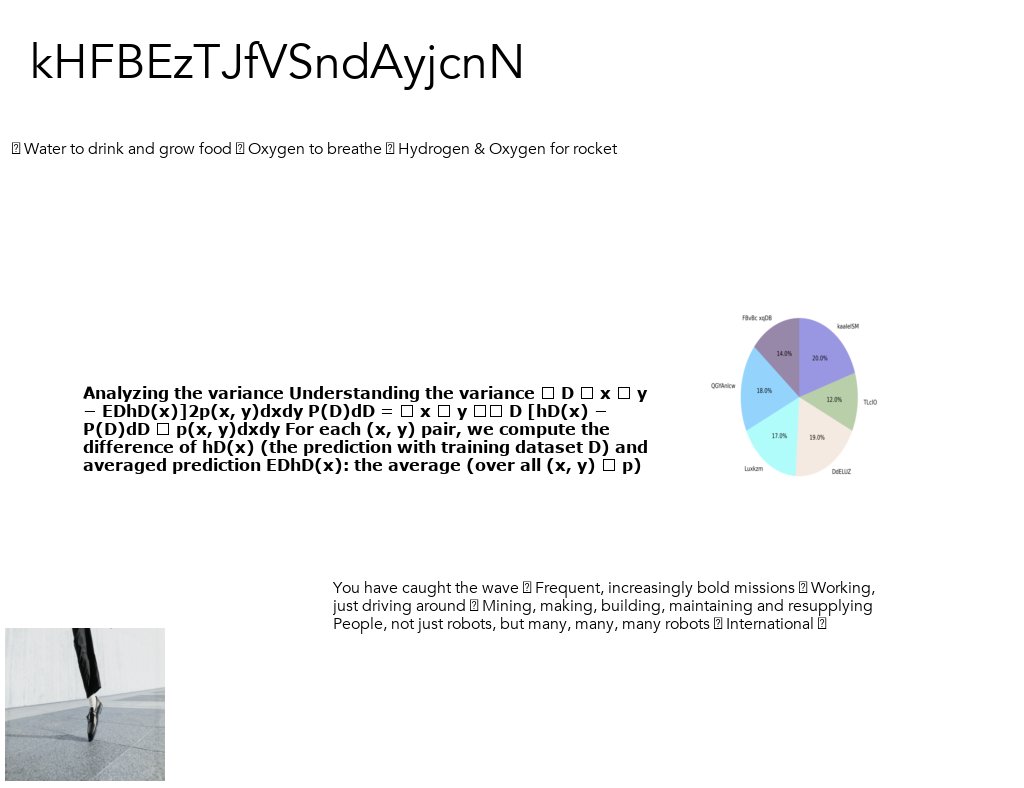 kHFBEzTJfVSndAyjcnN
⍰ Water to drink and grow food ⍰ Oxygen to breathe ⍰ Hydrogen & Oxygen for rocket
FBvBc xqDB
kaaleISM
14.0%
20.0%
QGYAnIcw
18.0%
12.0%
TLcIO
17.0%
19.0%
Luxkzm
DdELUZ
Analyzing the variance Understanding the variance □ D □ x □ y
− EDhD(x)]2p(x, y)dxdy P(D)dD = □ x □ y □□ D [hD(x) −
P(D)dD □ p(x, y)dxdy For each (x, y) pair, we compute the
difference of hD(x) (the prediction with training dataset D) and
averaged prediction EDhD(x): the average (over all (x, y) □ p)
You have caught the wave ⍰ Frequent, increasingly bold missions ⍰ Working,
just driving around ⍰ Mining, making, building, maintaining and resupplying
People, not just robots, but many, many, many robots ⍰ International ⍰